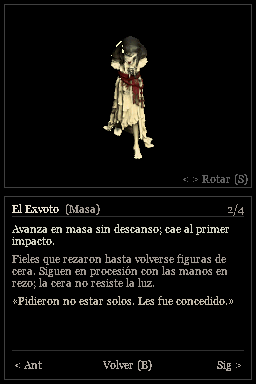 < > Rotar (S)
El Exvoto (Masa) 2/4
Avanza en masa sin descanso; cae al primer
impacto.
Fieles que rezaron hasta volverse figuras de
cera. Siguen en procesión con las manos en
rezo; la cera no resiste la luz.
«Pidieron no estar solos. Les fue concedido.»
< Ant Volver (B) Sig >